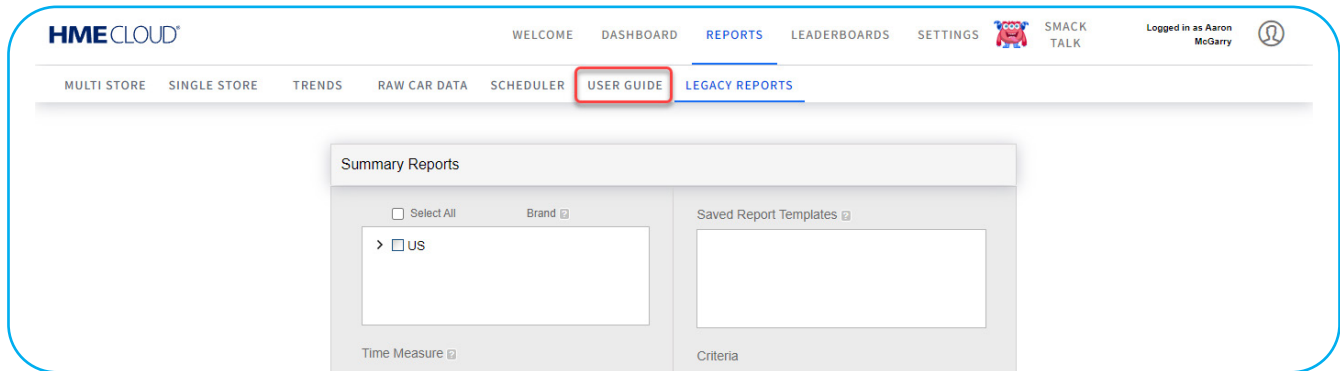 HME CLOUD®
WELCOME DASHBOARD REPORTS LEADERBOARDS SETTINGS SMACK TALK
Logged in as Aaron McGarry
MULTI STORE SINGLE STORE TRENDS RAW CAR DATA SCHEDULER USER GUIDE LEGACY REPORTS
Summary Reports
Select All Brand ?
US
Saved Report Templates ?
Time Measure ?
Criteria